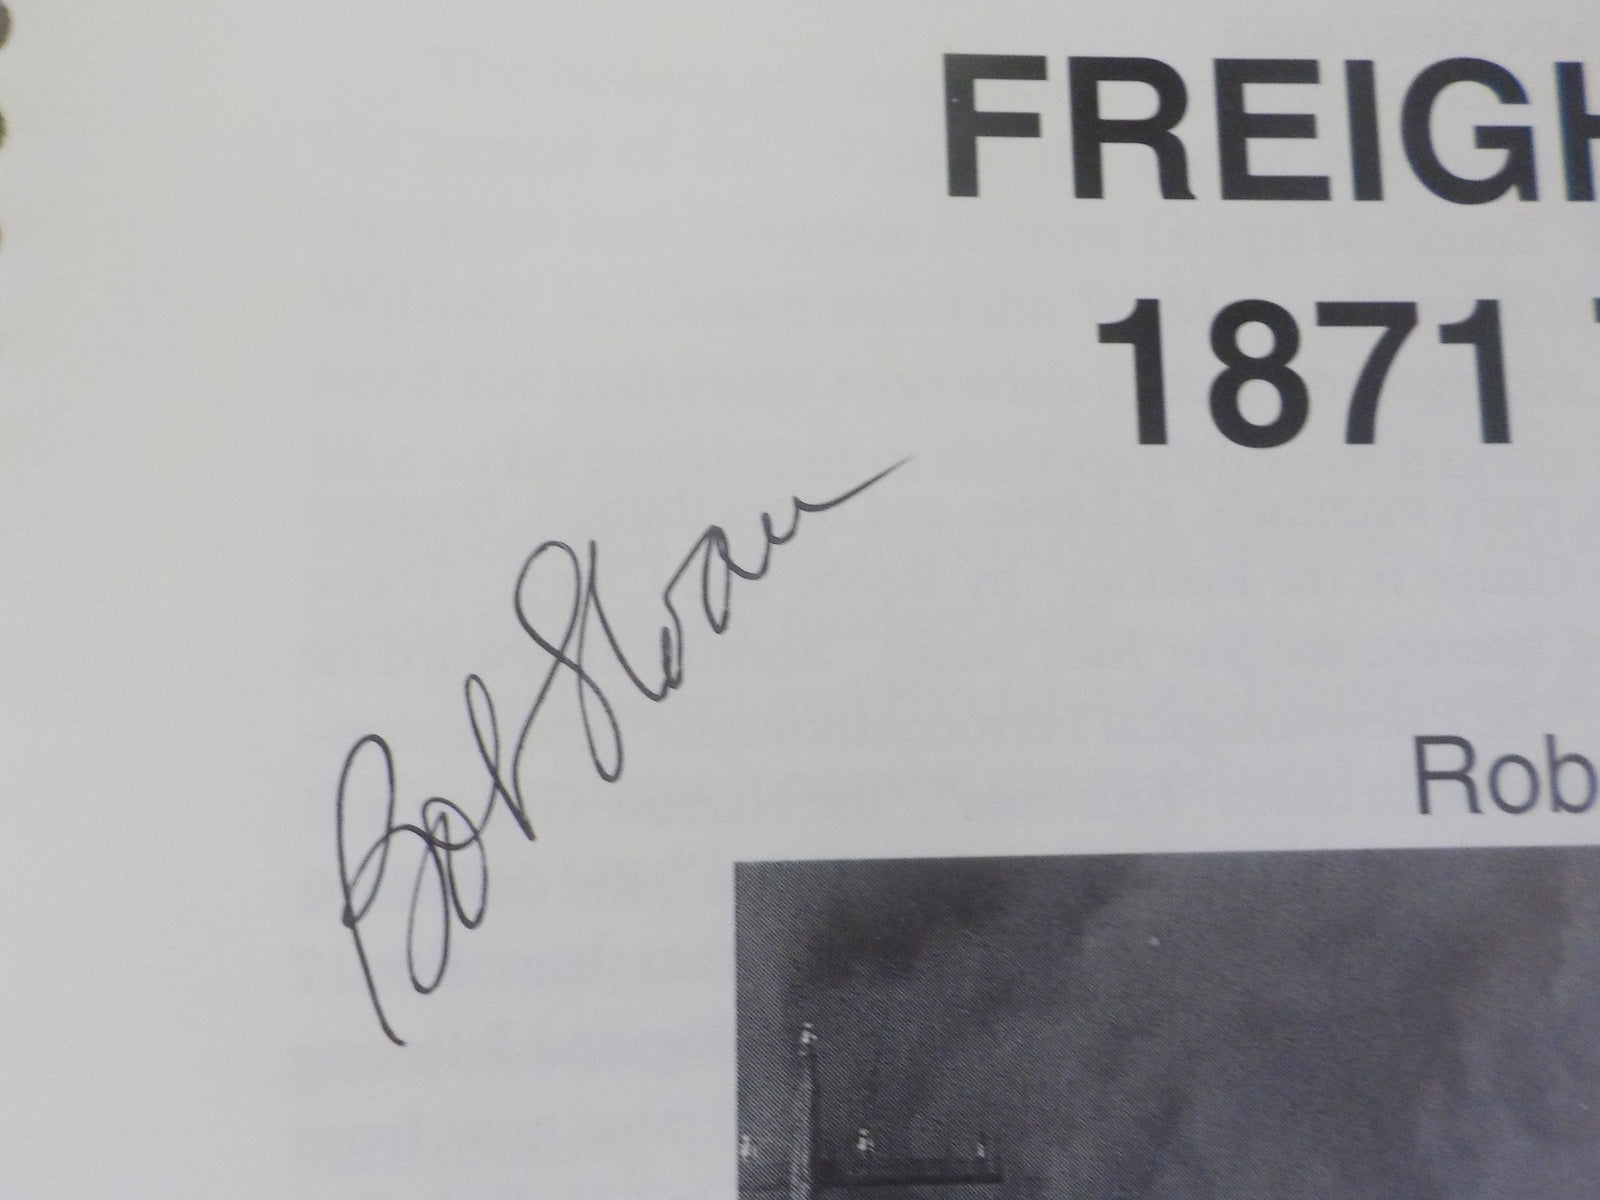 FREIGH
1871
Bob Sloan
Rob